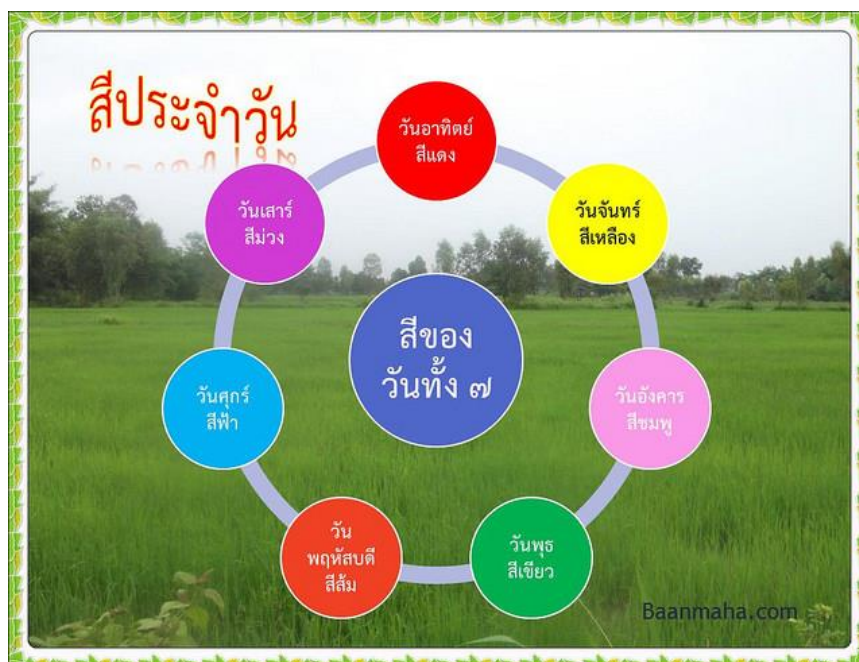 สีประจำวัน
วันอาทิตย์
สีแดง
วันจันทร์
สีเหลือง
วันอังคาร
สีชมพู
วันพุธ
สีเขียว
วัน
พฤหัสบดี
สีส้ม
วันศุกร์
สีฟ้า
วันเสาร์
สีม่วง
สีของ
วันทั้ง ๗
Baanmaha.com